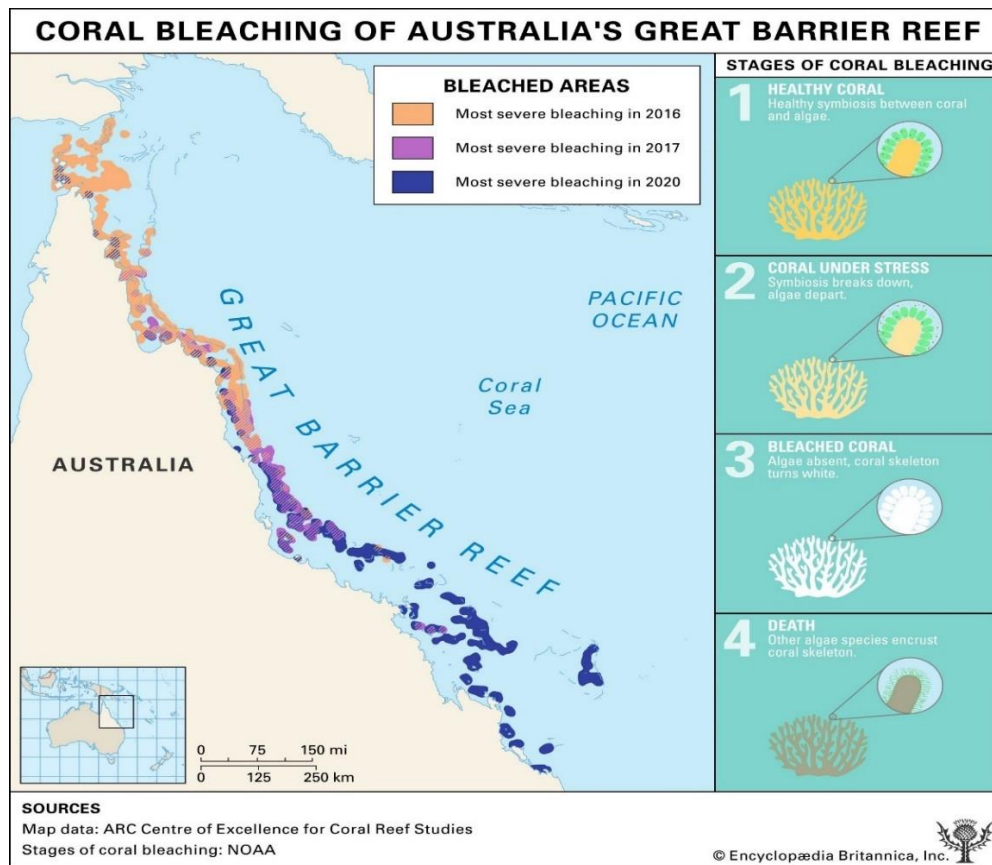 CORAL BLEACHING OF AUSTRALIA'S GREAT BARRIER REEF
BLEACHED AREAS
Most severe bleaching in 2016
Most severe bleaching in 2017
Most severe bleaching in 2020
GREAT BARRIER REEF
PACIFIC
OCEAN
Coral
Sea
AUSTRALIA
0 75 150 mi
0 125 250 km
STAGES OF CORAL BLEACHING
1 HEALTHY CORAL
Healthy symbiosis between coral
and algae.
2 CORAL UNDER STRESS
Symbiosis breaks down,
algae depart.
3 BLEACHED CORAL
Algae absent, coral skeleton
turns white.
4 DEATH
Other algae species encrust
coral skeleton.
SOURCES
Map data: ARC Centre of Excellence for Coral Reef Studies
Stages of coral bleaching: NOAA
© Encyclopædia Britannica, Inc.